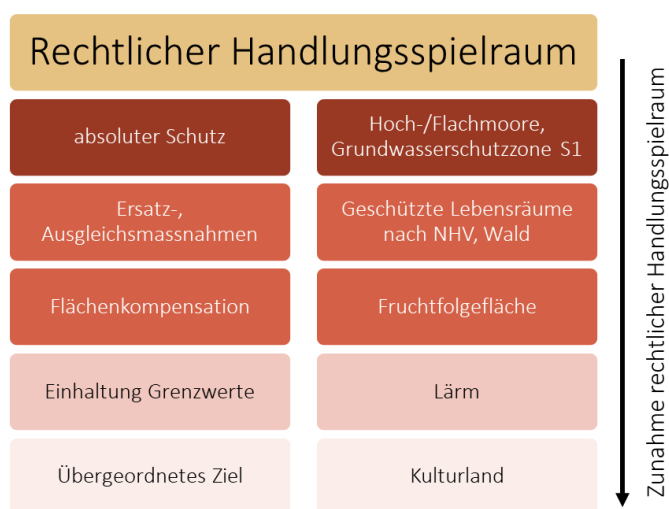 Rechtlicher Handlungsspielraum
absoluter Schutz
Hoch-/Flachmoore,
Grundwasserschutzzone S1
Ersatz-,
Ausgleichsmassnahmen
Geschützte Lebensräume
nach NHV, Wald
Flächenkompensation
Fruchtfolgefläche
Einhaltung Grenzwerte
Lärm
Übergeordnetes Ziel
Kulturland
Zunahme rechtlicher Handlungsspielraum